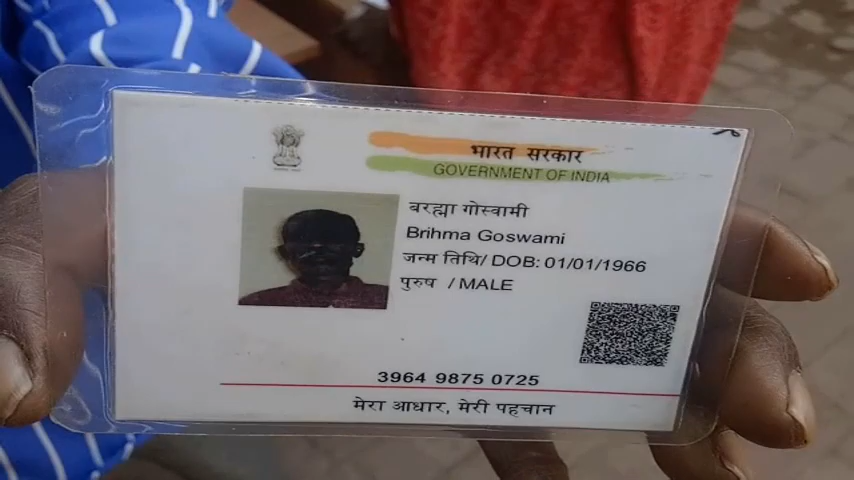 भारत सरकार
GOVERNMENT OF INDIA
बरह्मा गोस्वामी
Brihma Goswami
जन्म तिथि/ DOB: 01/01/1966
पुरुष / MALE
3964 9875 0725
मेरा आधार, मेरी पहचान